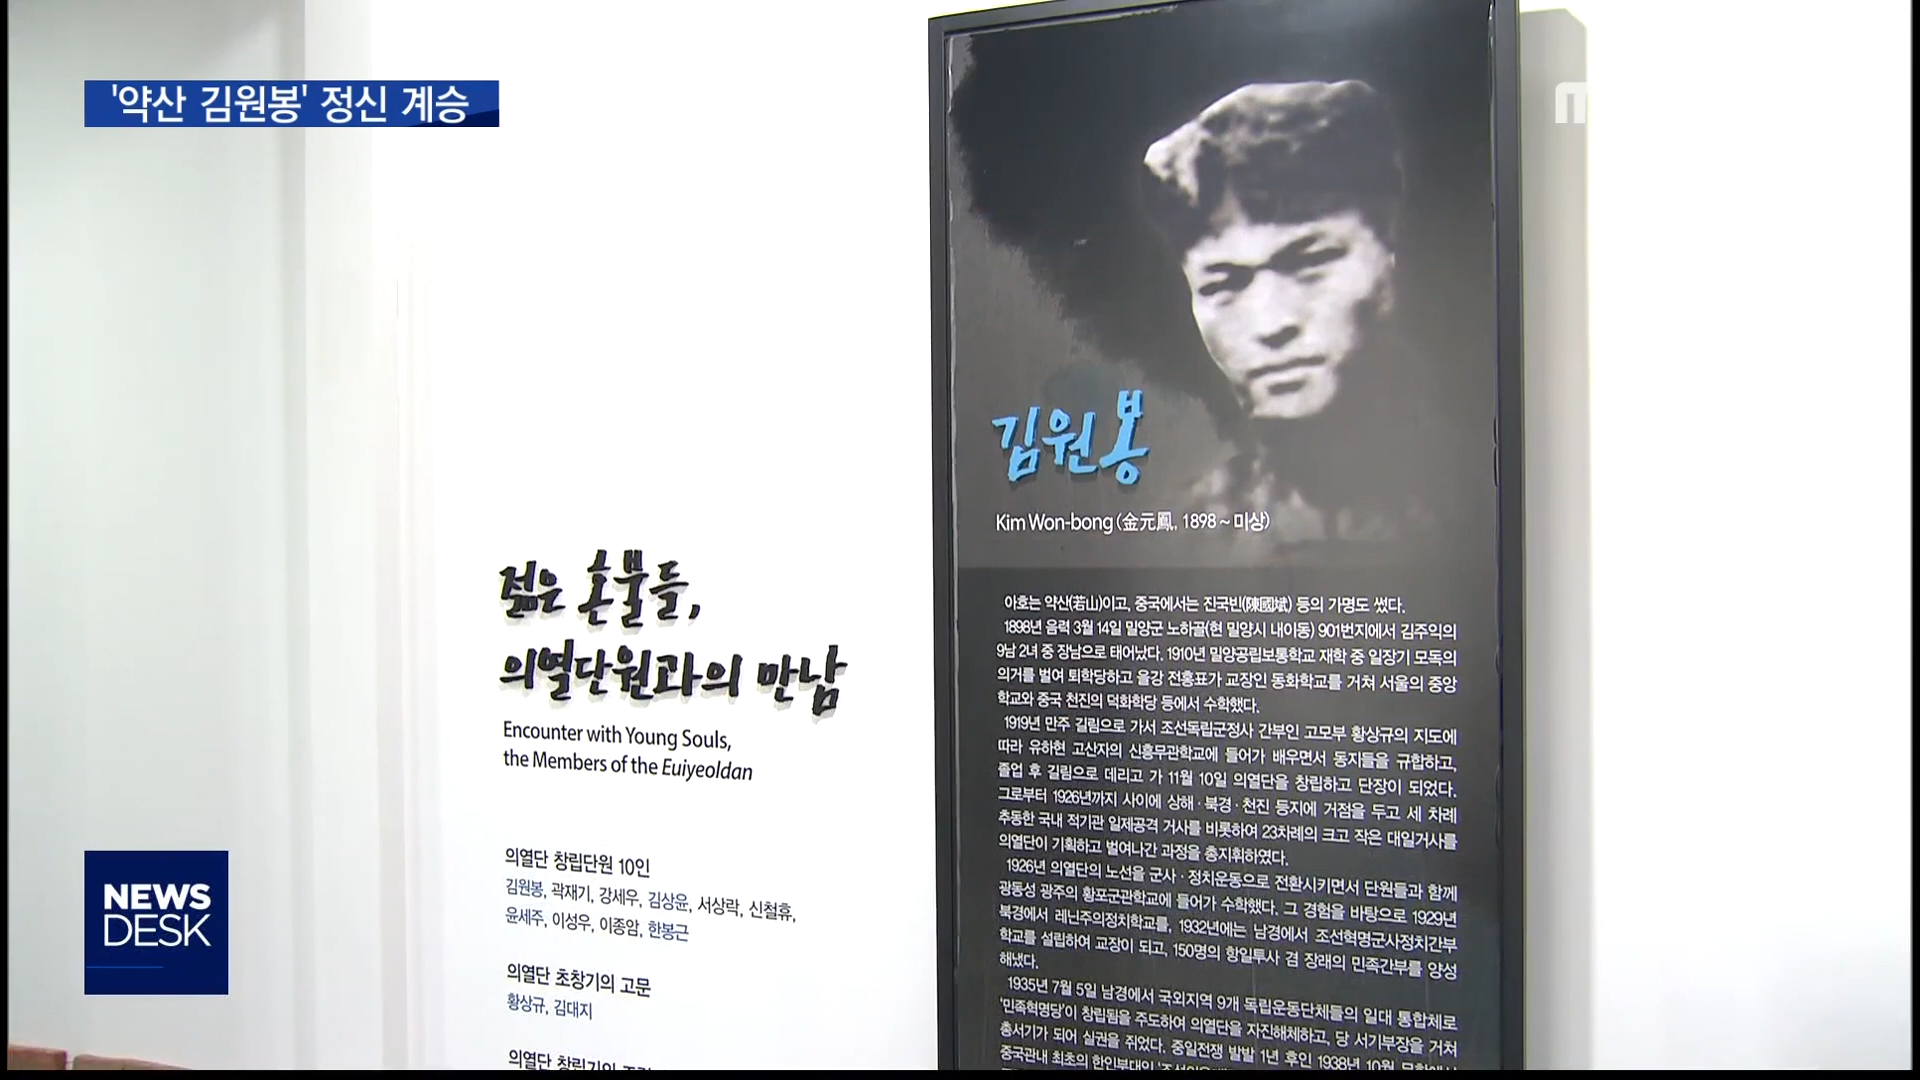 '약산 김원봉' 정신 계승
NEWS
DESK
젊은 혼불들,
의열단원과의 만남
Encounter with Young Souls,
the Members of the Euiyeoldan
의열단 창립단원 10인
김원봉, 곽재기, 강세우, 김상윤, 서상락, 신철휴,
윤세주, 이성우, 이종암, 한봉근
의열단 초창기의 고문
황상규, 김대지
의열단 창립기의
김원봉
Kim Won-bong (金元鳳, 1898 ~ 미상)
아호는 약산(若山)이고, 중국에서는 진국빈(陳國斌) 등의 가명도 썼다.
1898년 음력 3월 14일 밀양군 노하골(현 밀양시 내이동) 901번지에서 김주익의
9남 2녀 중 장남으로 태어났다. 1910년 밀양공립보통학교 재학 중 일장기 모독의
의거를 벌여 퇴학당하고 을강 전홍표가 교장인 동화학교를 거쳐 서울의 중앙
학교와 중국 천진의 덕화학당 등에서 수학했다.
1919년 만주 길림으로 가서 조선독립군정사 간부인 고모부 황상규의 지도에
따라 유하현 고산자의 신흥무관학교에 들어가 배우면서 동지들을 규합하고,
졸업 후 길림으로 데리고 가 11월 10일 의열단을 창립하고 단장이 되었다.
그로부터 1926년까지 사이에 상해·북경·천진 등지에 거점을 두고 세 차례
추동한 국내 적기관 일제공격 거사를 비롯하여 23차례의 크고 작은 대일거사를
의열단이 기획하고 벌여나간 과정을 총지휘하였다.
1926년 의열단의 노선을 군사·정치운동으로 전환시키면서 단원들과 함께
광동성 광주의 황포군관학교에 들어가 수학했다. 그 경험을 바탕으로 1929년
북경에서 레닌주의정치학교를, 1932년에는 남경에서 조선혁명군사정치간부
학교를 설립하여 교장이 되고, 150명의 항일투사 겸 장래의 민족간부를 양성
해냈다.
1935년 7월 5일 남경에서 국외지역 9개 독립운동단체들의 일대 통합체로
'민족혁명당'이 창립됨을 주도하여 의열단을 자진해체하고, 당 서기부장을 거쳐
총서기가 되어 실권을 쥐었다. 중일전쟁 발발 1년 후인 1938년 10월
중국관내 최초의 한인부대인